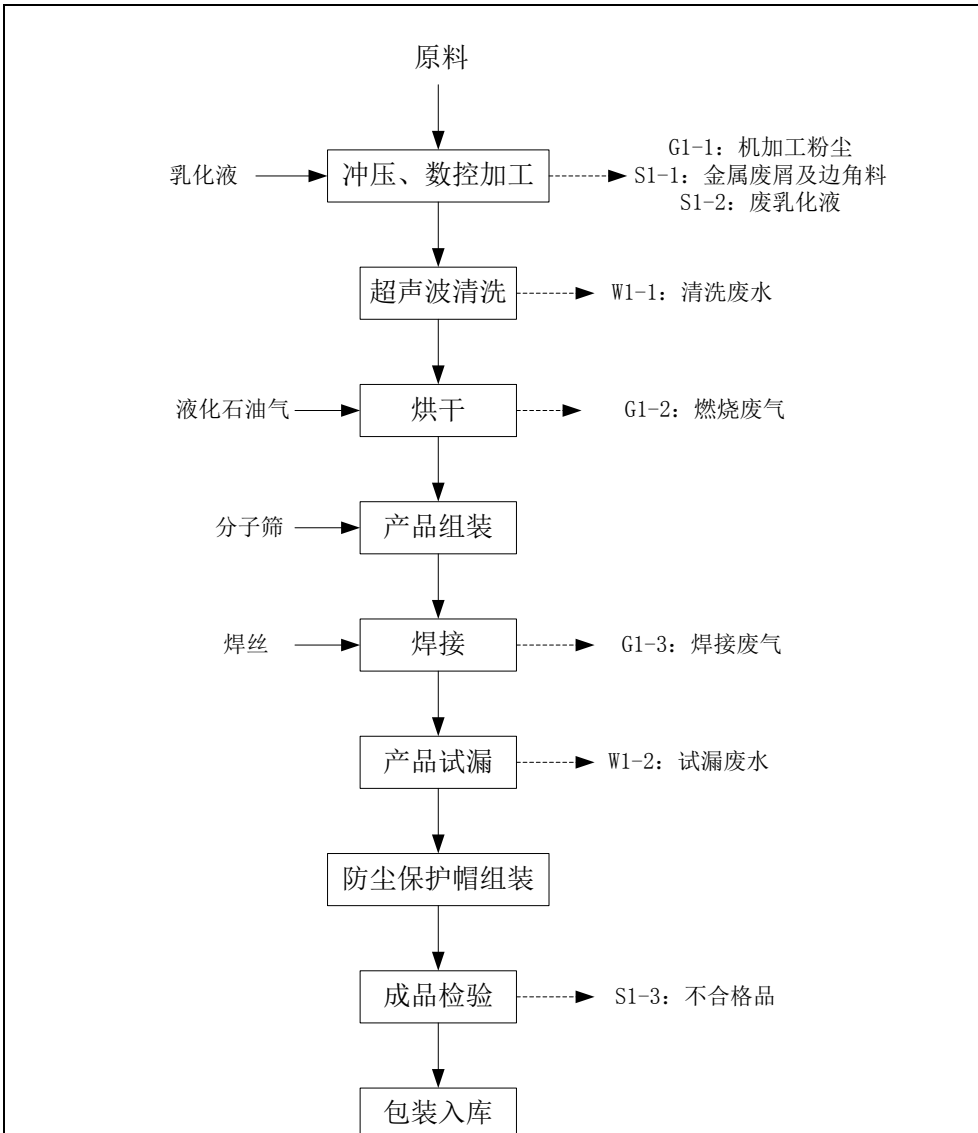 原料
乳化液
冲压、数控加工
G1-1：机加工粉尘
S1-1：金属废屑及边角料
S1-2：废乳化液
超声波清洗
W1-1：清洗废水
液化石油气
烘干
G1-2：燃烧废气
分子筛
产品组装
焊丝
焊接
G1-3：焊接废气
产品试漏
W1-2：试漏废水
防尘保护帽组装
成品检验
S1-3：不合格品
包装入库